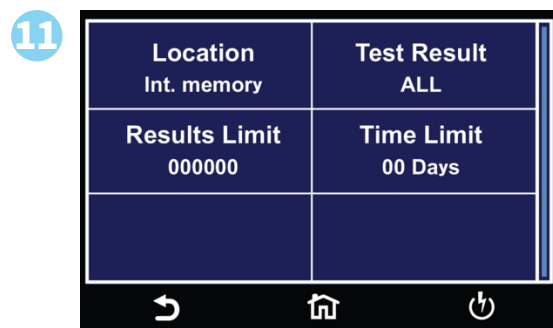 11
Location
Int. memory
Test Result
ALL
Results Limit
000000
Time Limit
00 Days